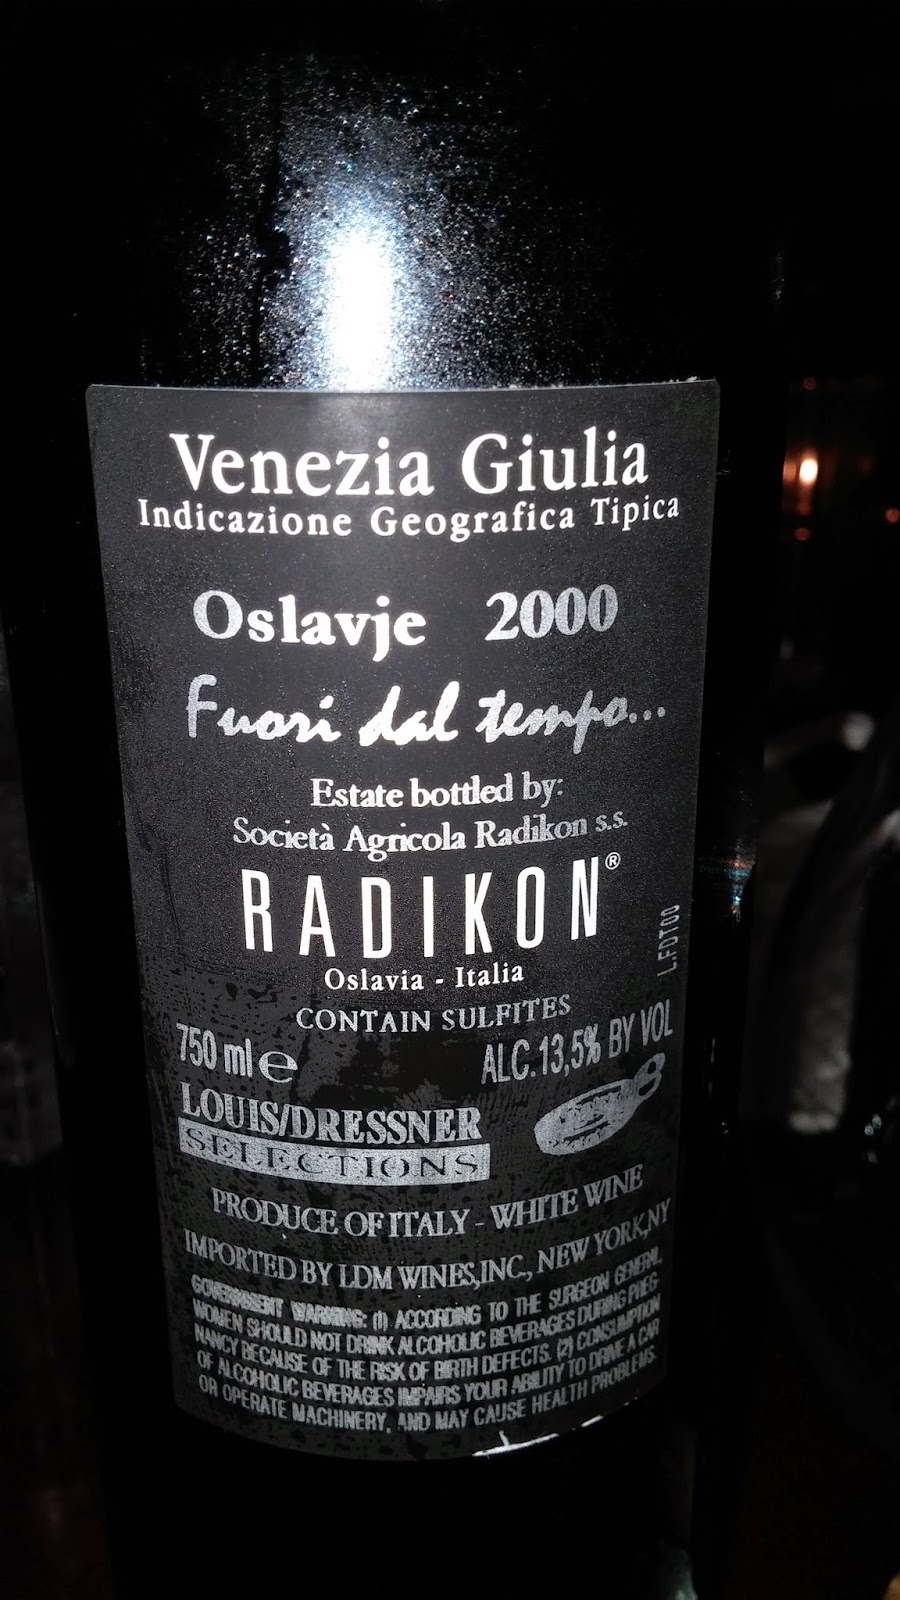 Venezia Giulia
Indicazione Geografica Tipica
Oslavje 2000
Fuori dal tempo...
Estate bottled by:
Società Agricola Radikon s.s.
RADIKON®
Oslavia - Italia
L.FDT00
CONTAIN SULFITES
750 ml e ALC.13,5% BY VOL
LOUIS/DRESSNER
SELECTIONS
PRODUCE OF ITALY - WHITE WINE
IMPORTED BY LDM WINES,INC., NEW YORK,NY
GOVERNMENT WARNING: (1) ACCORDING TO THE SURGEON GENERAL,
WOMEN SHOULD NOT DRINK ALCOHOLIC BEVERAGES DURING PREG-
NANCY BECAUSE OF THE RISK OF BIRTH DEFECTS. (2) CONSUMPTION
OF ALCOHOLIC BEVERAGES IMPAIRS YOUR ABILITY TO DRIVE A CAR
OR OPERATE MACHINERY, AND MAY CAUSE HEALTH PROBLEMS.